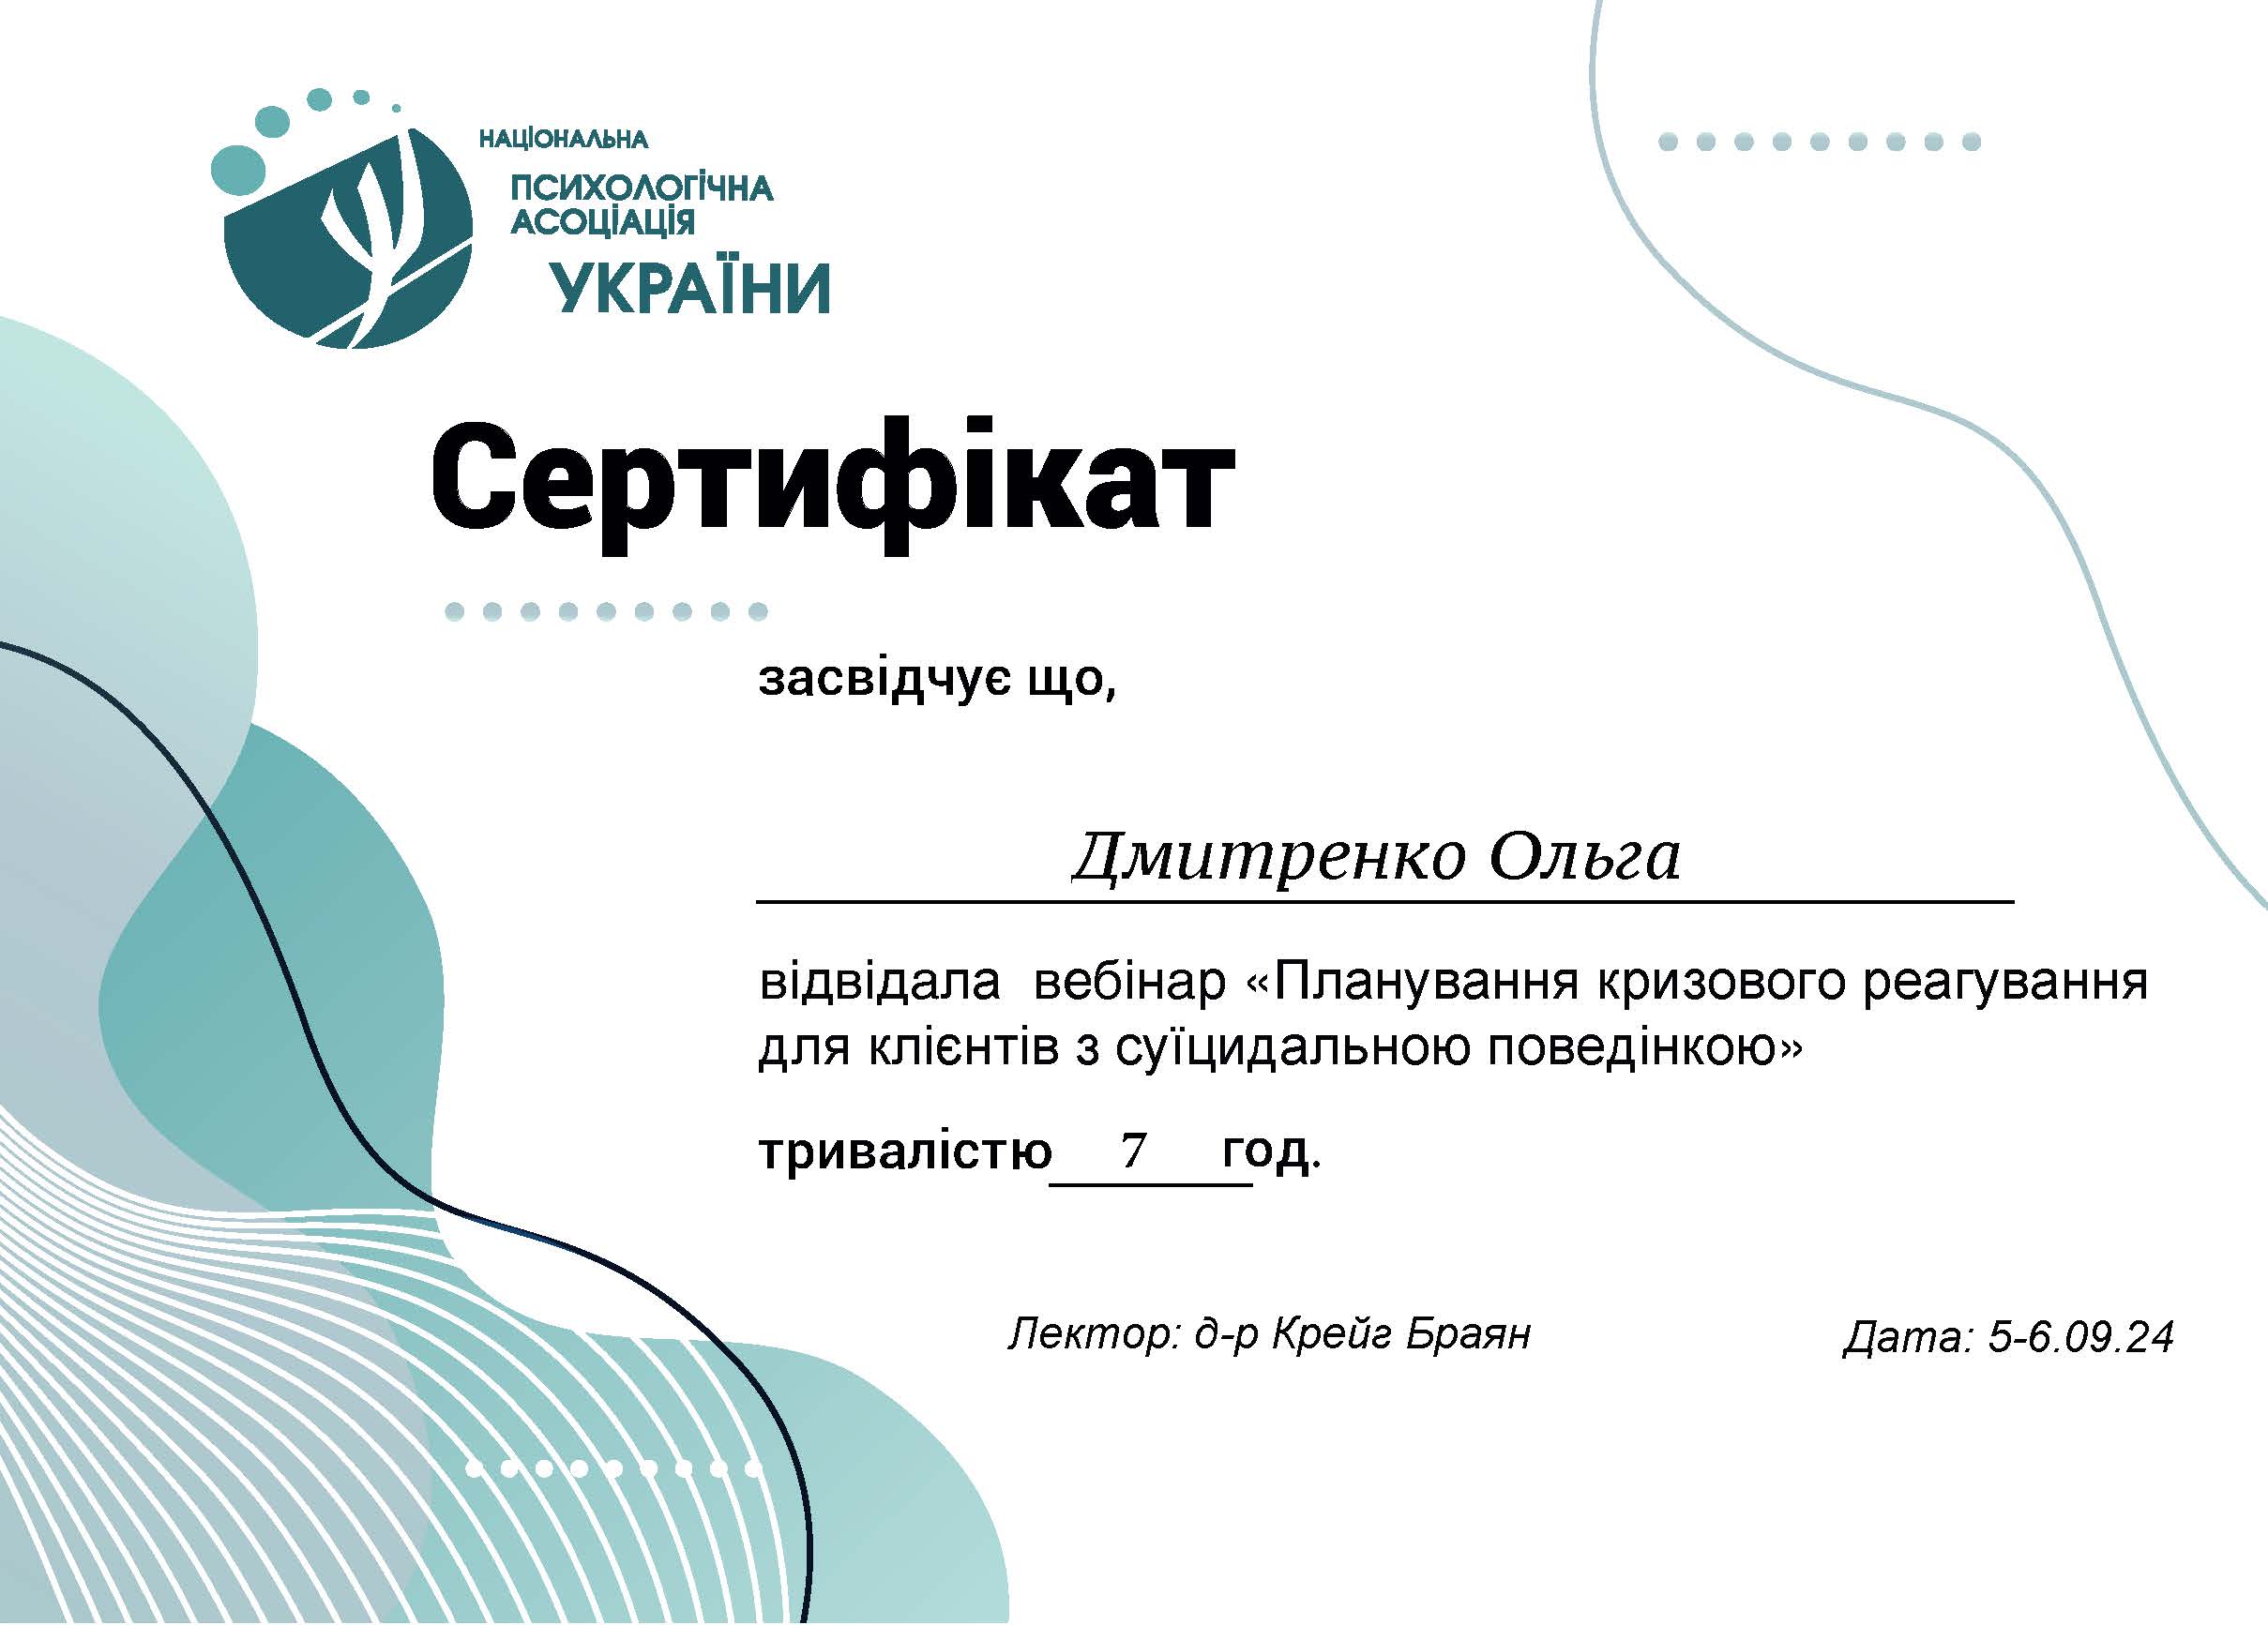 НАЦІОНАЛЬНА
ПСИХОЛОГІЧНА
АСОЦІАЦІЯ
УКРАЇНИ
Сертифікат
засвідчує що,
Дмитренко Ольга
відвідала вебінар «Планування кризового реагування
для клієнтів з суїцидальною поведінкою»
тривалістю 7 год.
Лектор: д-р Крейг Браян
Дата: 5-6.09.24